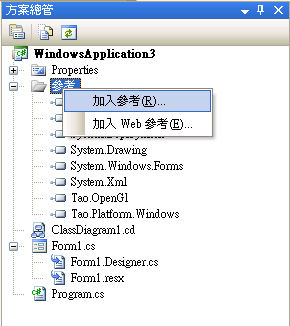 方案總管
WindowsApplication3
Properties
參考
加入參考(R)...
加入 Web 參考(E)...
System.Drawing
System.Windows.Forms
System.Xml
Tao.OpenGl
Tao.Platform.Windows
ClassDiagram1.cd
Form1.cs
Form1.Designer.cs
Form1.resx
Program.cs